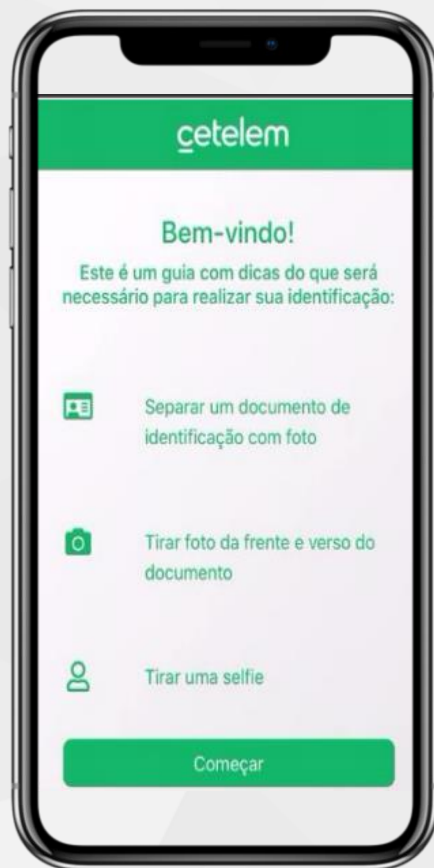 cetelem
Bem-vindo!
Este é um guia com dicas do que será
necessário para realizar sua identificação:
Separar um documento de
identificação com foto
Tirar foto da frente e verso do
documento
Tirar uma selfie
Começar